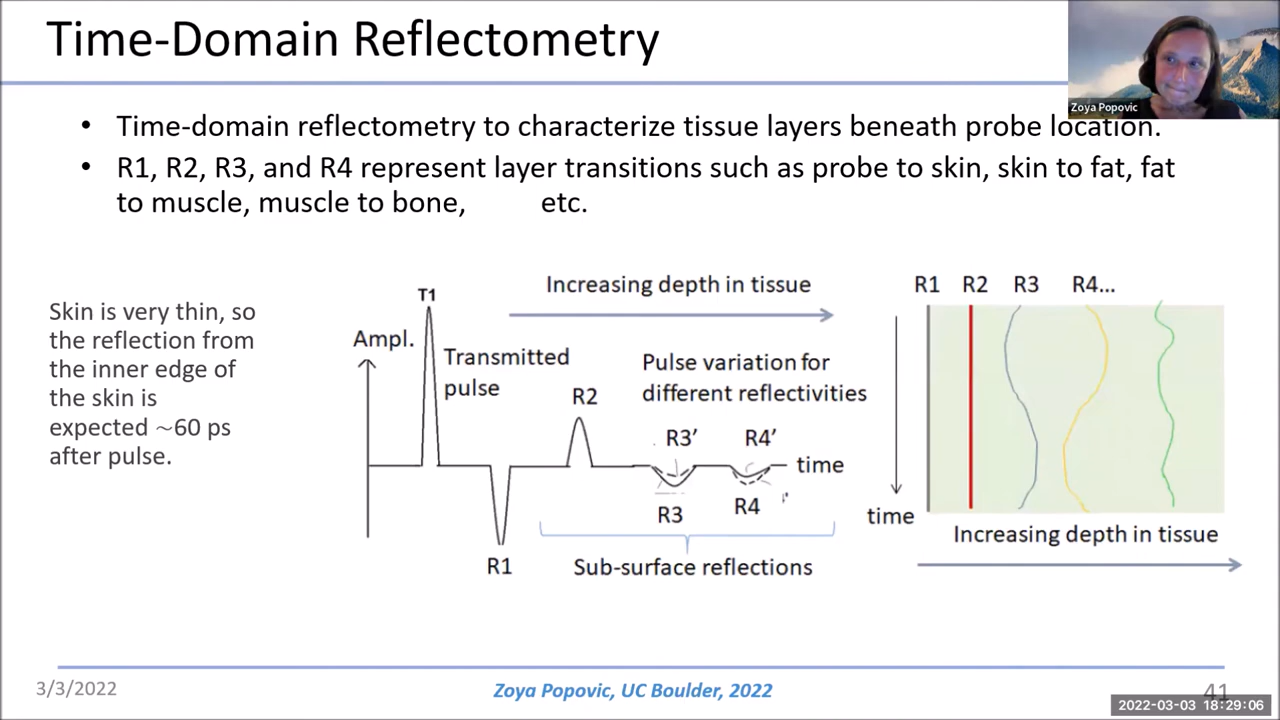 Time-Domain Reflectometry
Zoya Popovic
• Time-domain reflectometry to characterize tissue layers beneath probe location.
• R1, R2, R3, and R4 represent layer transitions such as probe to skin, skin to fat, fat
to muscle, muscle to bone, etc.
Skin is very thin, so
the reflection from
the inner edge of
the skin is
expected ~60 ps
after pulse.
T1
Increasing depth in tissue
Ampl.
Transmitted
pulse
R2
Pulse variation for
different reflectivities
R3’
R4’
time
R3
R4
R1
Sub-surface reflections
R1
R2
R3
R4...
time
Increasing depth in tissue
3/3/2022
Zoya Popovic, UC Boulder, 2022
41
2022-03-03 18:29:06